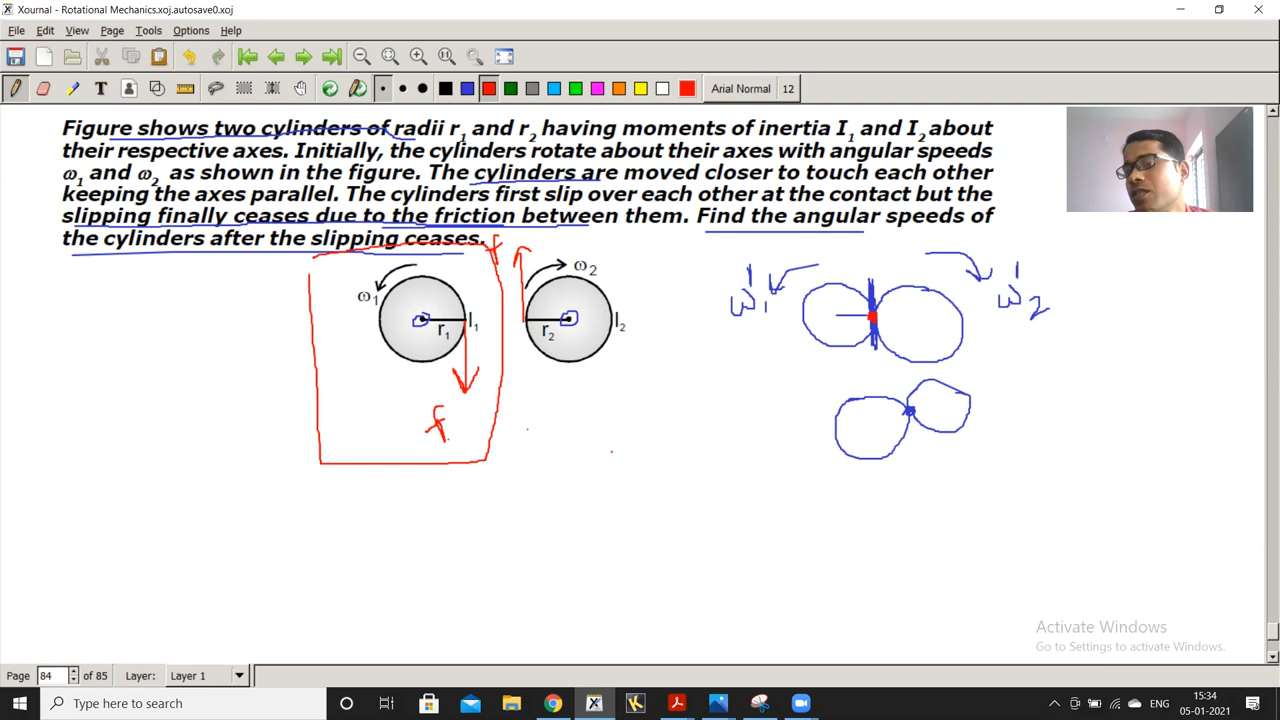 Xournal - Rotational Mechanics.xoj.autosave0.xoj
File Edit View Page Tools Options Help
Arial Normal 12
Figure shows two cylinders of radii r1 and r2 having moments of inertia I1 and I2 about
their respective axes. Initially, the cylinders rotate about their axes with angular speeds
ω1 and ω2 as shown in the figure. The cylinders are moved closer to touch each other
keeping the axes parallel. The cylinders first slip over each other at the contact but the
slipping finally ceases due to the friction between them. Find the angular speeds of
the cylinders after the slipping ceases.
f
ω1 r1 I1
ω2 r2 I2
f
ω1' ω2'
Activate Windows
Go to Settings to activate Windows.
Page 84 of 85 Layer: Layer 1
Type here to search
ENG
15:34
05-01-2021